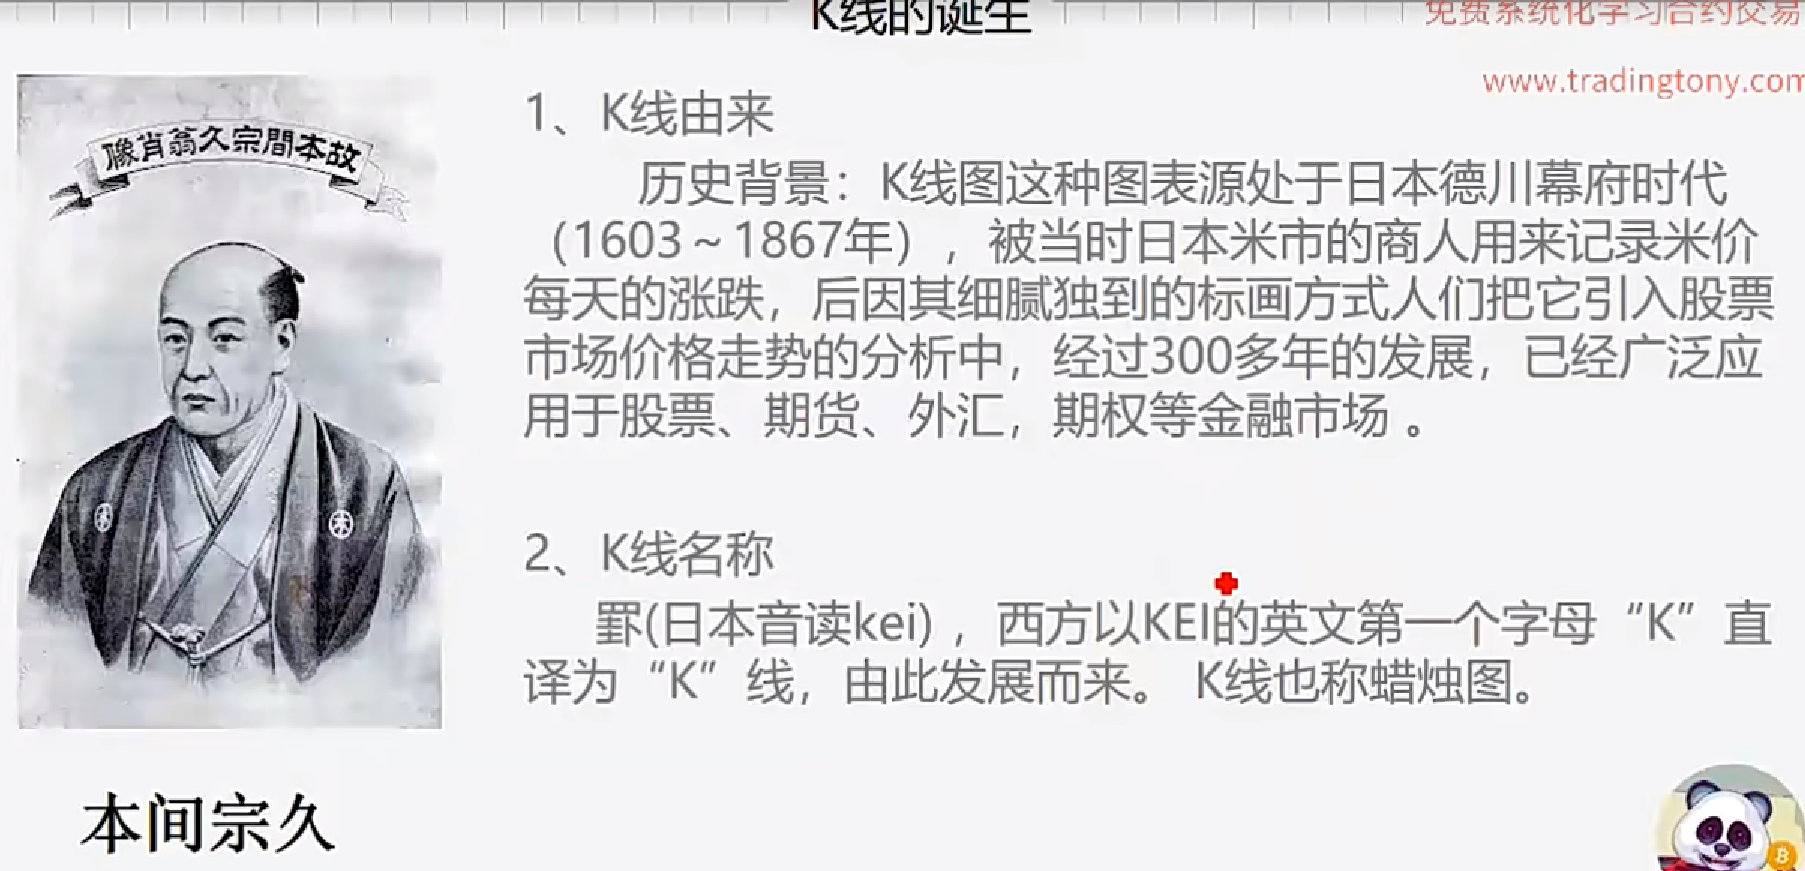 K线的诞生
免费系统化学习合约交易
www.tradingtony.com
故本間宗久翁肖像
1、K线由来
历史背景：K线图这种图表源处于日本德川幕府时代
（1603～1867年），被当时日本米市的商人用来记录米价
每天的涨跌，后因其细腻独到的标画方式人们把它引入股票
市场价格走势的分析中，经过300多年的发展，已经广泛应
用于股票、期货、外汇，期权等金融市场 。
2、K线名称
罫(日本音读kei) ，西方以KEI的英文第一个字母“K”直
译为“K”线，由此发展而来。 K线也称蜡烛图。
本间宗久